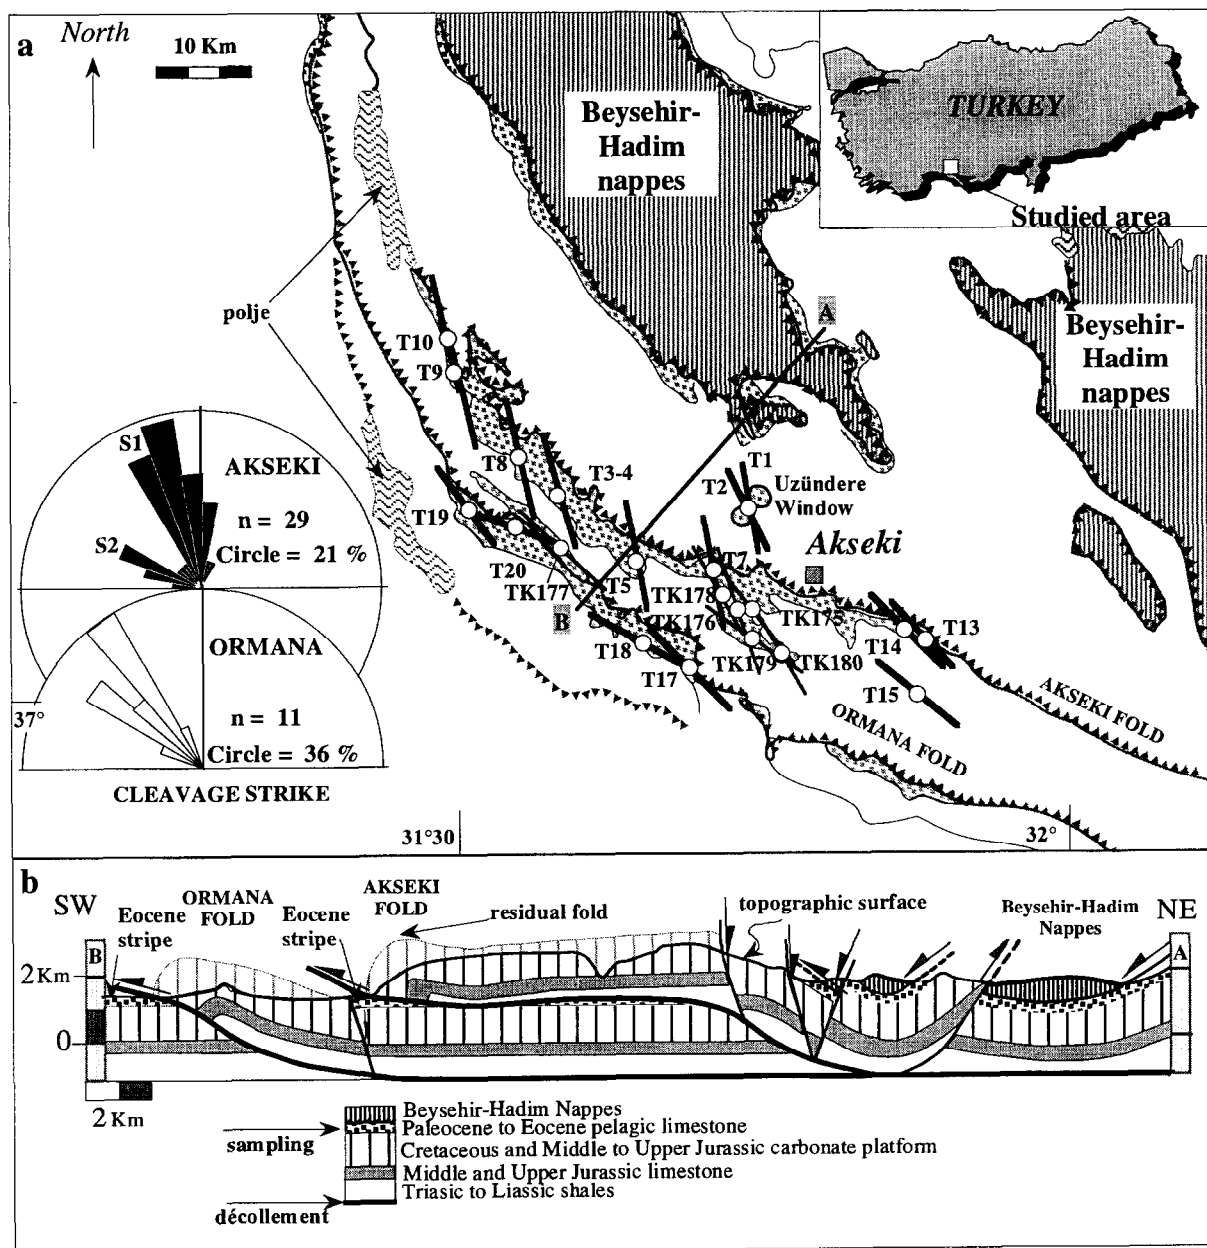 a
North
10 Km
Beysehir-
Hadim
nappes
TURKEY
Studied area
Beysehir-
Hadim
nappes
A
polje
T10
T9
T8
T3-4
T1
T2
Uzündere
Window
Akseki
T19
T20
TK177
T5
T7
B
TK178
TK176
TK175
T18
T17
TK179
TK180
T14
T13
T15
AKSEKI FOLD
ORMANA FOLD
S1
S2
AKSEKI
n = 29
Circle = 21 %
ORMANA
n = 11
Circle = 36 %
CLEAVAGE STRIKE
37°
31°30
32°
b
SW
NE
B
A
Eocene
stripe
ORMANA
FOLD
Eocene
stripe
AKSEKI
FOLD
residual fold
topographic surface
Beysehir-Hadim
Nappes
2 Km
0
2 Km
sampling
décollement
Beysehir-Hadim Nappes
Paleocene to Eocene pelagic limestone
Cretaceous and Middle to Upper Jurassic carbonate platform
Middle and Upper Jurassic limestone
Triasic to Liassic shales